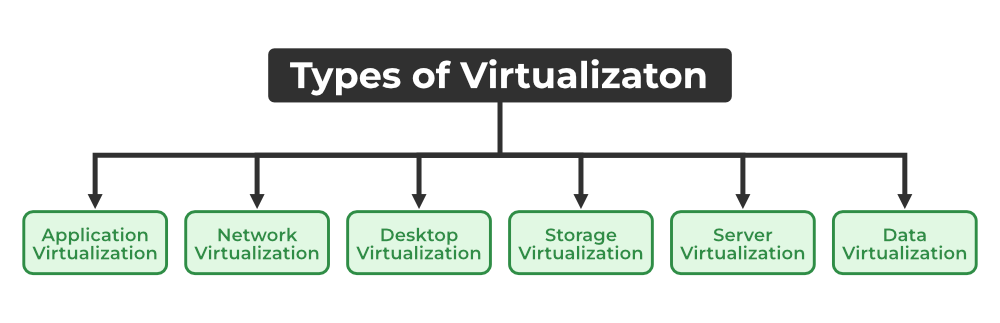 Types of Virtualizaton
Application
Virtualization
Network
Virtualization
Desktop
Virtualization
Storage
Virtualization
Server
Virtualization
Data
Virtualization